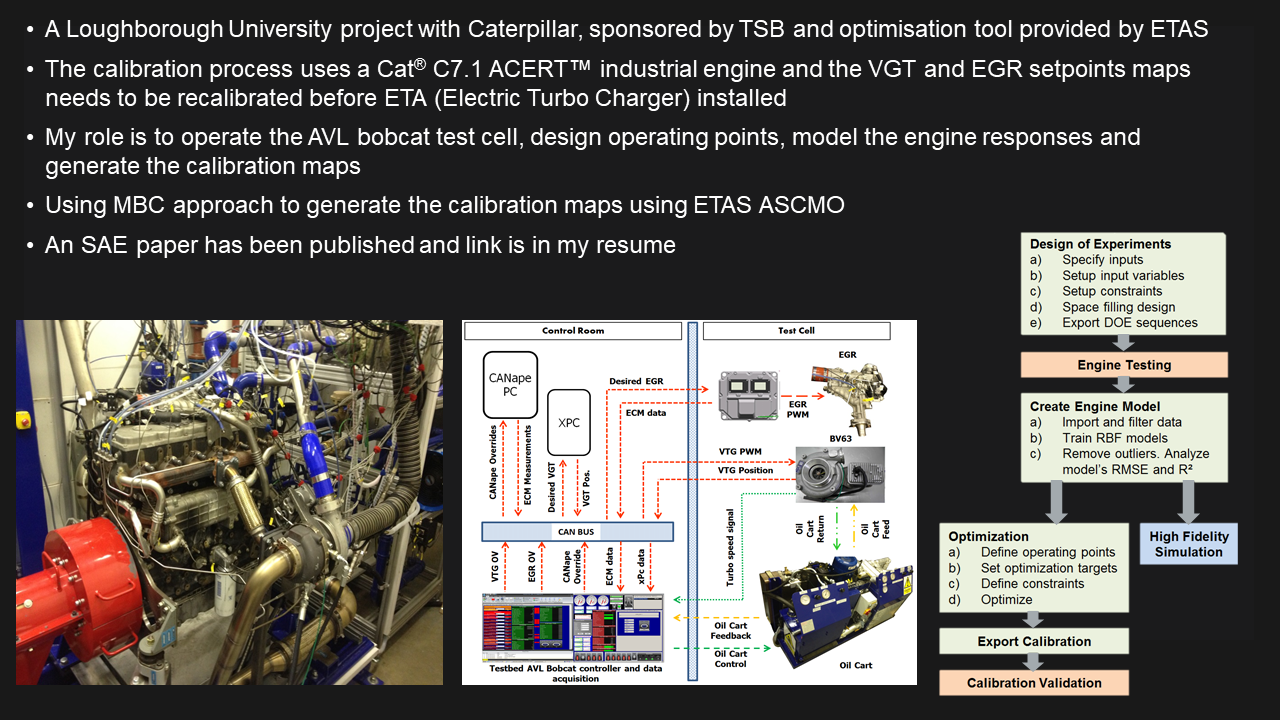 • A Loughborough University project with Caterpillar, sponsored by TSB and optimisation tool provided by ETAS
• The calibration process uses a Cat® C7.1 ACERT™ industrial engine and the VGT and EGR setpoints maps
needs to be recalibrated before ETA (Electric Turbo Charger) installed
• My role is to operate the AVL bobcat test cell, design operating points, model the engine responses and
generate the calibration maps
• Using MBC approach to generate the calibration maps using ETAS ASCMO
• An SAE paper has been published and link is in my resume
Control Room
Test Cell
CANape
PC
XPC
CANape Overrides
ECM Measurements
Desired VGT
VGT Pos.
Desired EGR
ECM data
EGR
EGR
PWM
BV63
VTG PWM
VTG Position
CAN BUS
VTG OV
EGR OV
CANape
Override
ECM data
xPc data
Turbo speed signal
Oil
Cart
Return
Oil
Cart
Feed
Oil Cart
Feedback
Oil Cart
Control
Oil Cart
Testbed AVL Bobcat controller and data
acquisition
Design of Experiments
a) Specify inputs
b) Setup input variables
c) Setup constraints
d) Space filling design
e) Export DOE sequences
Engine Testing
Create Engine Model
a) Import and filter data
b) Train RBF models
c) Remove outliers. Analyze
model's RMSE and R²
Optimization
a) Define operating points
b) Set optimization targets
c) Define constraints
d) Optimize
High Fidelity
Simulation
Export Calibration
Calibration Validation